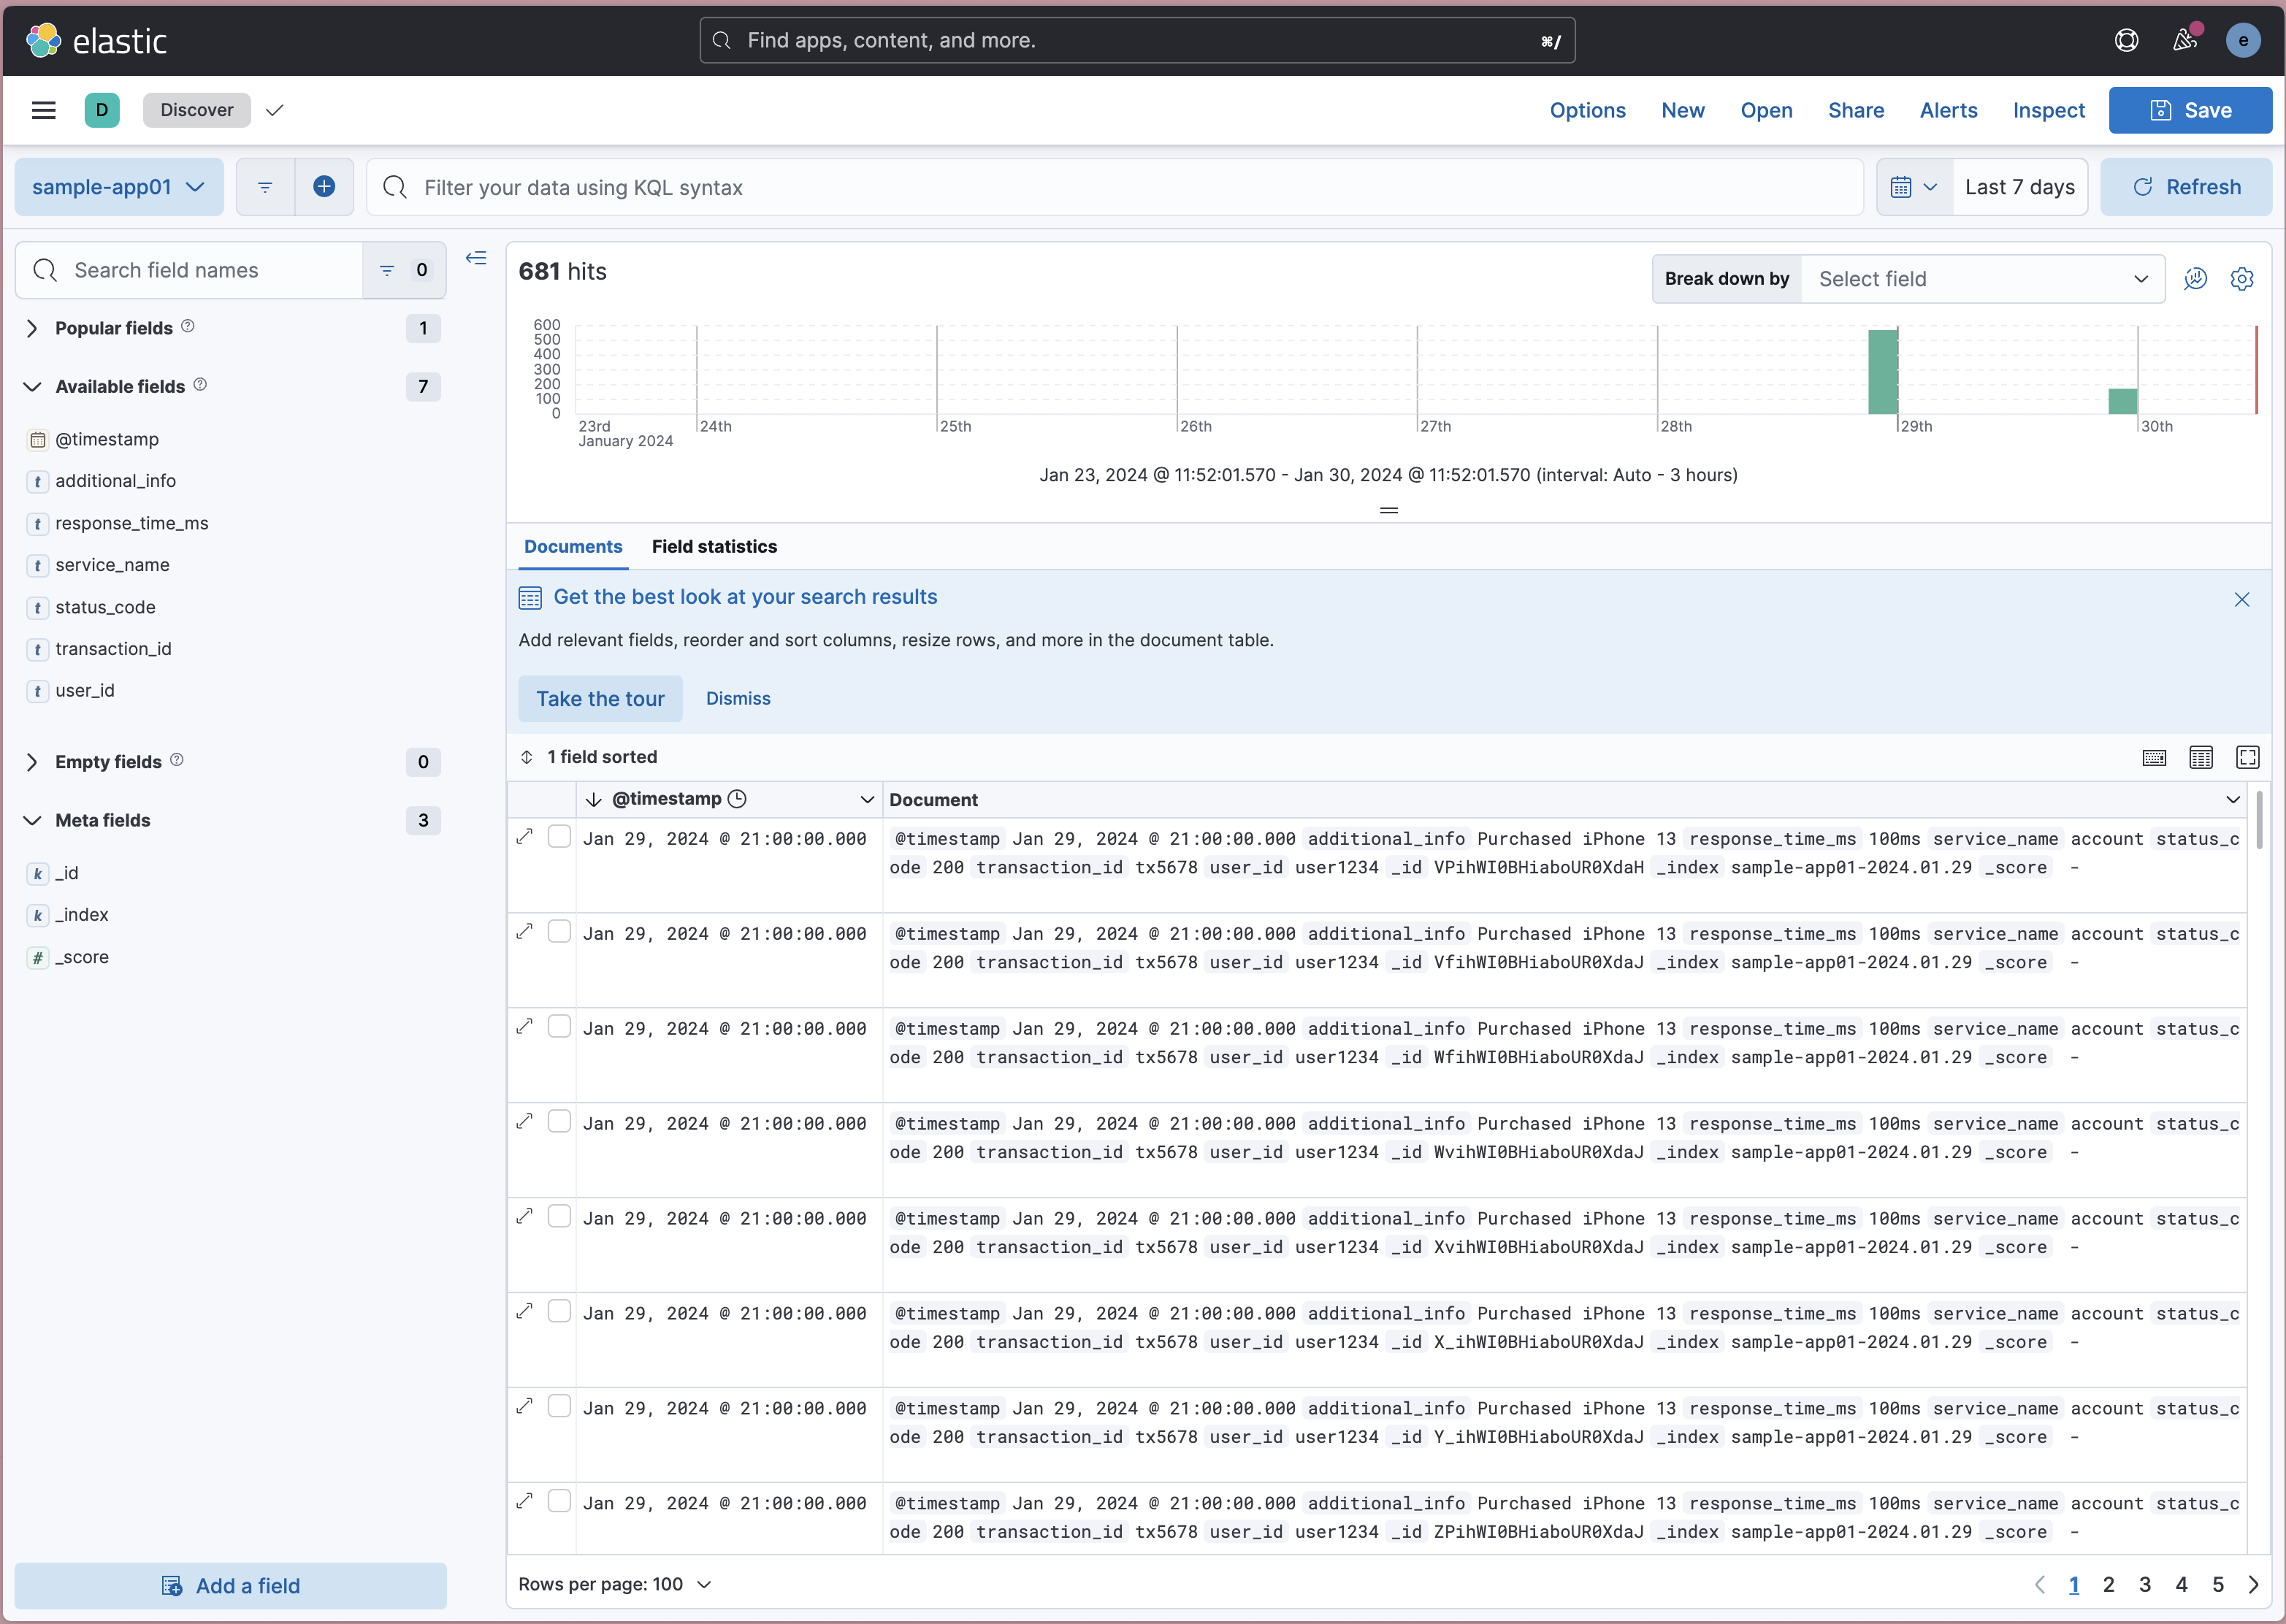 elastic
Find apps, content, and more.
⌘/
e
D
Discover
Options
New
Open
Share
Alerts
Inspect
Save
sample-app01
Filter your data using KQL syntax
Last 7 days
Refresh
Search field names
0
Popular fields
1
Available fields
7
@timestamp
t additional_info
t response_time_ms
t service_name
t status_code
t transaction_id
t user_id
Empty fields
0
Meta fields
3
k _id
k _index
# _score
Add a field
681 hits
Break down by
Select field
600
500
400
300
200
100
0
23rd
January 2024
24th
25th
26th
27th
28th
29th
30th
Jan 23, 2024 @ 11:52:01.570 - Jan 30, 2024 @ 11:52:01.570 (interval: Auto - 3 hours)
Documents
Field statistics
Get the best look at your search results
Add relevant fields, reorder and sort columns, resize rows, and more in the document table.
Take the tour
Dismiss
1 field sorted
@timestamp
Document
Jan 29, 2024 @ 21:00:00.000
@timestamp Jan 29, 2024 @ 21:00:00.000 additional_info Purchased iPhone 13 response_time_ms 100ms service_name account status_c
ode 200 transaction_id tx5678 user_id user1234 _id VPihWI0BHiaboUR0XdaH _index sample-app01-2024.01.29 _score -
Jan 29, 2024 @ 21:00:00.000
@timestamp Jan 29, 2024 @ 21:00:00.000 additional_info Purchased iPhone 13 response_time_ms 100ms service_name account status_c
ode 200 transaction_id tx5678 user_id user1234 _id VfihWI0BHiaboUR0XdaJ _index sample-app01-2024.01.29 _score -
Jan 29, 2024 @ 21:00:00.000
@timestamp Jan 29, 2024 @ 21:00:00.000 additional_info Purchased iPhone 13 response_time_ms 100ms service_name account status_c
ode 200 transaction_id tx5678 user_id user1234 _id WfihWI0BHiaboUR0XdaJ _index sample-app01-2024.01.29 _score -
Jan 29, 2024 @ 21:00:00.000
@timestamp Jan 29, 2024 @ 21:00:00.000 additional_info Purchased iPhone 13 response_time_ms 100ms service_name account status_c
ode 200 transaction_id tx5678 user_id user1234 _id WvihWI0BHiaboUR0XdaJ _index sample-app01-2024.01.29 _score -
Jan 29, 2024 @ 21:00:00.000
@timestamp Jan 29, 2024 @ 21:00:00.000 additional_info Purchased iPhone 13 response_time_ms 100ms service_name account status_c
ode 200 transaction_id tx5678 user_id user1234 _id XvihWI0BHiaboUR0XdaJ _index sample-app01-2024.01.29 _score -
Jan 29, 2024 @ 21:00:00.000
@timestamp Jan 29, 2024 @ 21:00:00.000 additional_info Purchased iPhone 13 response_time_ms 100ms service_name account status_c
ode 200 transaction_id tx5678 user_id user1234 _id X_ihWI0BHiaboUR0XdaJ _index sample-app01-2024.01.29 _score -
Jan 29, 2024 @ 21:00:00.000
@timestamp Jan 29, 2024 @ 21:00:00.000 additional_info Purchased iPhone 13 response_time_ms 100ms service_name account status_c
ode 200 transaction_id tx5678 user_id user1234 _id Y_ihWI0BHiaboUR0XdaJ _index sample-app01-2024.01.29 _score -
Jan 29, 2024 @ 21:00:00.000
@timestamp Jan 29, 2024 @ 21:00:00.000 additional_info Purchased iPhone 13 response_time_ms 100ms service_name account status_c
ode 200 transaction_id tx5678 user_id user1234 _id ZPihWI0BHiaboUR0XdaJ _index sample-app01-2024.01.29 _score -
Rows per page: 100
1 2 3 4 5